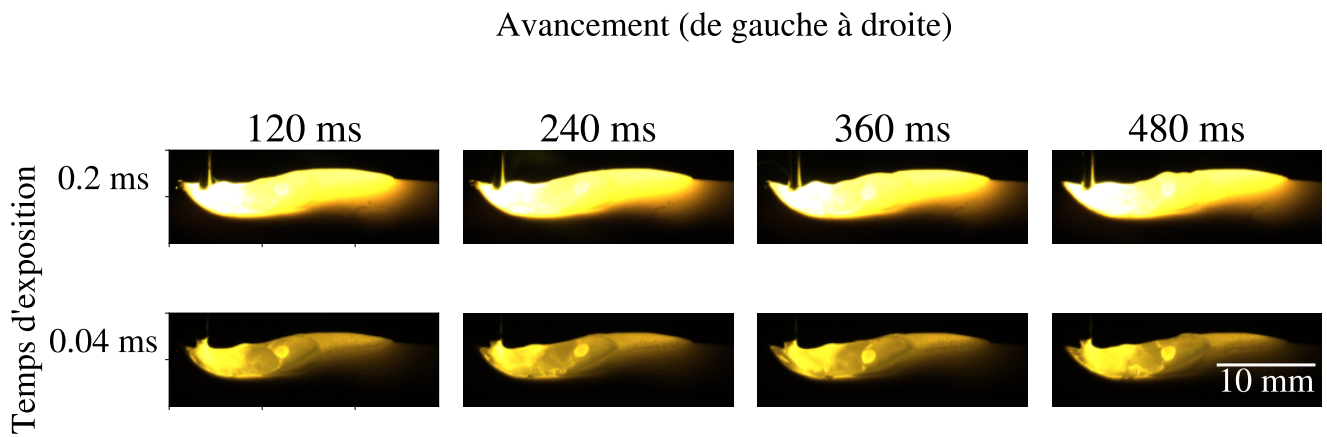 Avancement (de gauche à droite)
120 ms
240 ms
360 ms
480 ms
Temps d'exposition
0.2 ms
0.04 ms
10 mm